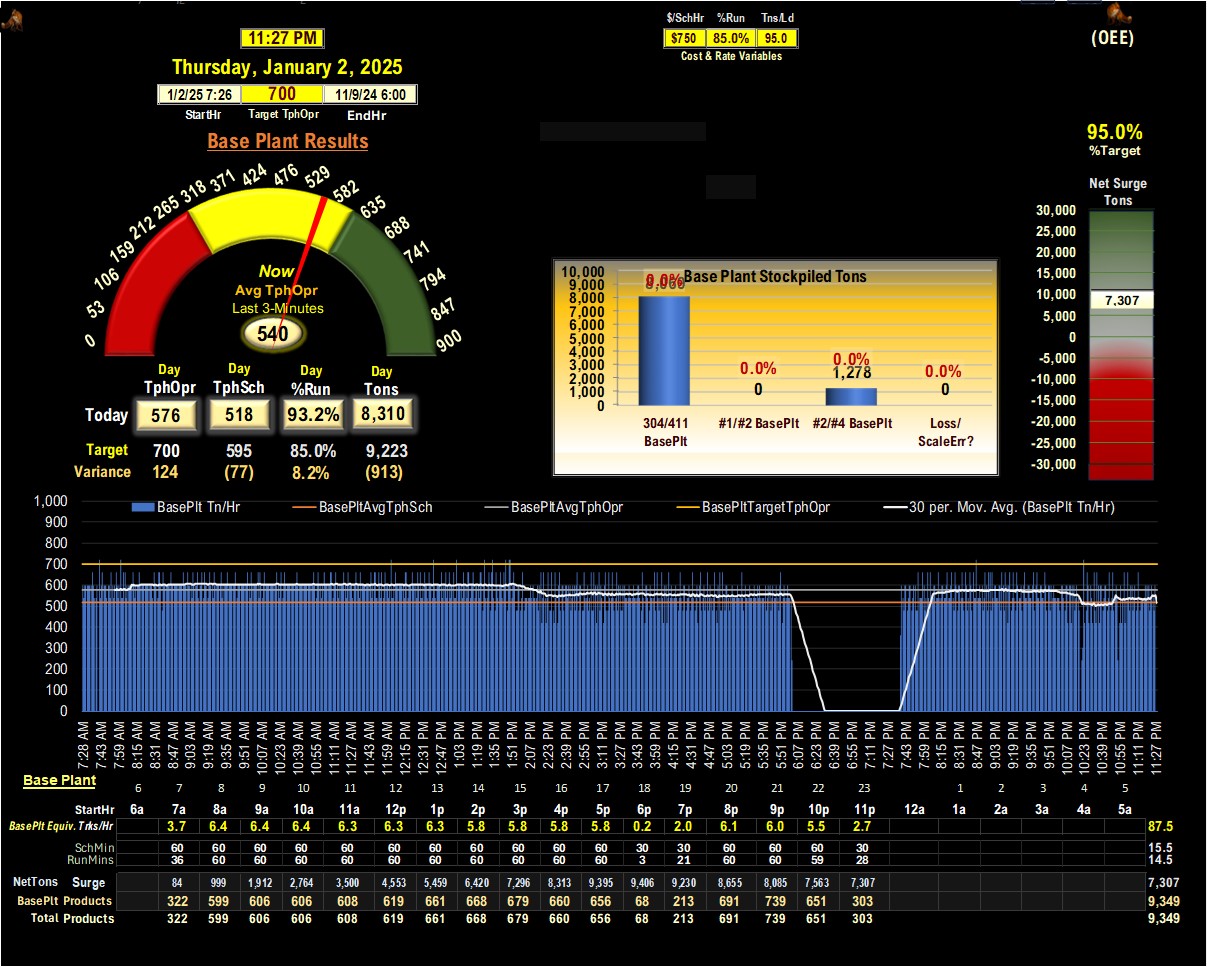 $/SchHr %Run Tns/Ld
11:27 PM
$750 85.0% 95.0
(OEE)
Cost & Rate Variables
Thursday, January 2, 2025
1/2/25 7:26 700 11/9/24 6:00
StartHr Target TphOpr EndHr
Base Plant Results
95.0%
%Target
Net Surge
Tons
30,000
25,000
20,000
15,000
10,000
7,307
5,000
0
-5,000
-10,000
-15,000
-20,000
-25,000
-30,000
0 53 106 159 212 265 318 371 424 476 529 582 635 688 741 794 847 900
Now
Avg TphOpr
Last 3-Minutes
540
Base Plant Stockpiled Tons
10,000
9,000
8,000
7,000
6,000
5,000
4,000
3,000
2,000
1,000
0
0.0% 0.0% 0.0% 0.0%
0 1,278 0
304/411 BasePlt
#1/#2 BasePlt
#2/#4 BasePlt
Loss/ ScaleErr?
Day Day Day Day
TphOpr TphSch %Run Tons
Today 576 518 93.2% 8,310
Target 700 595 85.0% 9,223
Variance 124 (77) 8.2% (913)
BasePlt Tn/Hr BasePltAvgTphSch BasePltAvgTphOpr BasePltTargetTphOpr 30 per. Mov. Avg. (BasePlt Tn/Hr)
1,000
900
800
700
600
500
400
300
200
100
0
7:28 AM 7:43 AM 7:59 AM 8:15 AM 8:31 AM 8:47 AM 9:03 AM 9:19 AM 9:35 AM 9:51 AM 10:07 AM 10:23 AM 10:39 AM 10:55 AM 11:11 AM 11:27 AM 11:43 AM 11:59 AM 12:15 PM 12:31 PM 12:47 PM 1:03 PM 1:19 PM 1:35 PM 1:51 PM 2:07 PM 2:23 PM 2:39 PM 2:55 PM 3:11 PM 3:27 PM 3:43 PM 3:59 PM 4:15 PM 4:31 PM 4:47 PM 5:03 PM 5:19 PM 5:35 PM 5:51 PM 6:07 PM 6:23 PM 6:39 PM 6:55 PM 7:11 PM 7:27 PM 7:43 PM 7:59 PM 8:15 PM 8:31 PM 8:47 PM 9:03 PM 9:19 PM 9:35 PM 9:51 PM 10:07 PM 10:23 PM 10:39 PM 10:55 PM 11:11 PM 11:27 PM
Base Plant
6 7 8 9 10 11 12 13 14 15 16 17 18 19 20 21 22 23 1 2 3 4 5
StartHr 6a 7a 8a 9a 10a 11a 12p 1p 2p 3p 4p 5p 6p 7p 8p 9p 10p 11p 12a 1a 2a 3a 4a 5a
BasePlt Equiv. Trks/Hr 3.7 6.4 6.4 6.4 6.3 6.3 6.3 5.8 5.8 5.8 5.8 0.2 2.0 6.1 6.0 5.5 2.7 87.5
SchMin 60 60 60 60 60 60 60 60 60 60 60 30 30 60 60 60 30 15.5
RunMins 36 60 60 60 60 60 60 60 60 60 60 3 21 60 60 59 28 14.5
NetTons Surge 84 999 1,912 2,764 3,500 4,553 5,459 6,420 7,296 8,313 9,395 9,406 9,230 8,655 8,085 7,563 7,307 7,307
BasePlt Products 322 599 606 606 608 619 661 668 679 660 656 68 213 691 739 651 303 9,349
Total Products 322 599 606 606 608 619 661 668 679 660 656 68 213 691 739 651 303 9,349